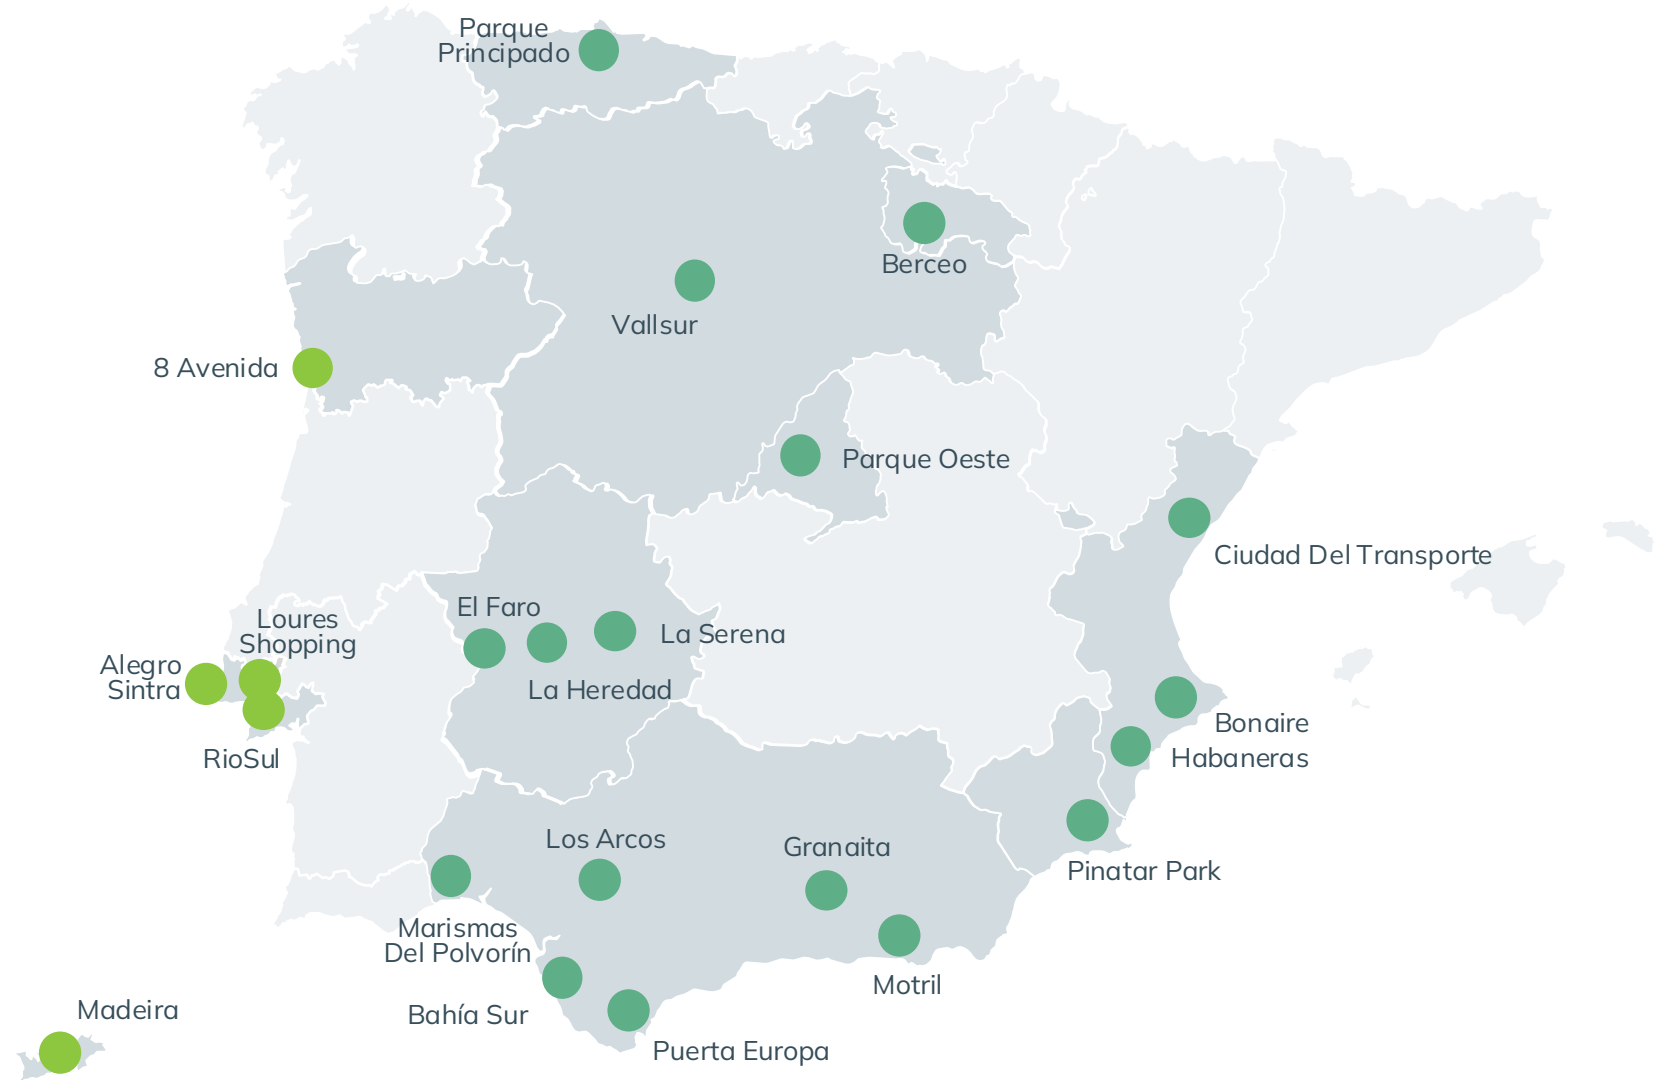 Parque
Principado
Berceo
Vallsur
8 Avenida
Parque Oeste
Ciudad Del Transporte
El Faro
Loures
Shopping
La Serena
Alegro
Sintra
La Heredad
Bonaire
RioSul
Habaneras
Los Arcos
Granaita
Pinatar Park
Marismas
Del Polvorín
Motril
Madeira
Bahía Sur
Puerta Europa